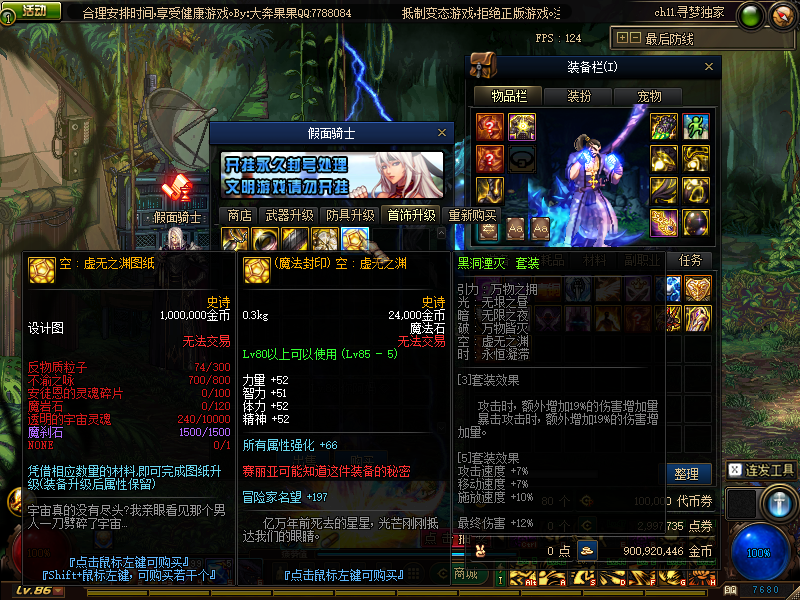 活动
合理安排时间,享受健康游戏。By:大奔果果QQ:7788084
抵制变态游戏,拒绝正版游戏。
ch11.寻梦独家
FPS : 124
最后防线
装备栏(I)
物品栏
装扮
宠物
假面骑士
开挂永久封号处理
文明游戏请勿开挂
商店
武器升级
防具升级
首饰升级
重新购买
假面骑士
任务
空：虚无之渊图纸
史诗
1,000,000金币
设计图
无法交易
反物质粒子 74/300
不渝之咏 700/800
安徒恩的灵魂碎片 0/100
魔岩石 0/120
透明的宇宙灵魂 240/10000
魔刹石 1500/1500
NONE 0/1
凭借相应数量的材料,即可完成图纸升
级(装备升级后属性保留)
宇宙真的没有尽头?我亲眼看见那个男
人一刀劈碎了宇宙…
『点击鼠标左键可购买』
『Shift+鼠标左键,可购买若干个』
(魔法封印) 空：虚无之渊
史诗
0.3kg 24,000金币
魔法石
无法交易
Lv80以上可以使用 (Lv85 - 5)
力量 +52
智力 +51
体力 +52
精神 +52
所有属性强化 +66
赛丽亚可能知道这件装备的秘密
冒险家名望 +197
亿万年前死去的星星，光芒刚刚抵
达我们的眼睛。
『点击鼠标左键可购买』
黑洞湮灭 套装
引力：万物之拥
光：无垠之昼
暗：无限之夜
破：万物皆灭
空：虚无之渊
时：永恒凝带
[3]套装效果
攻击时，额外增加19%的伤害增加量
暴击攻击时，额外增加19%的伤害增
加量。
[5]套装效果
攻击速度 +7%
移动速度 +7%
施放速度 +10%
最终伤害 +12%
整理
连发工具
代币券
735 点券
0 点
900,920,446 金币
商城
100%
Lv.86
7680